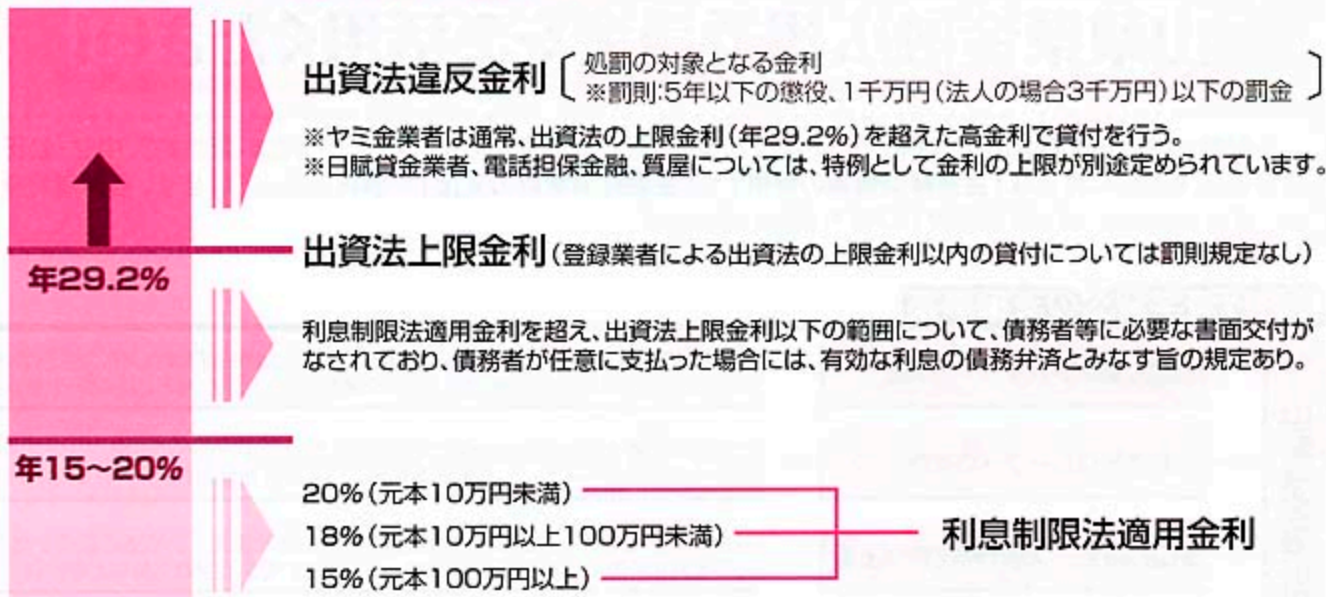 出資法違反金利
処罰の対象となる金利
※罰則:5年以下の懲役、1千万円(法人の場合3千万円)以下の罰金
※ヤミ金業者は通常、出資法の上限金利(年29.2%)を超えた高金利で貸付を行う。
※日賦貸金業者、電話担保金融、質屋については、特例として金利の上限が別途定められています。
出資法上限金利(登録業者による出資法の上限金利以内の貸付については罰則規定なし)
年29.2%
利息制限法適用金利を超え、出資法上限金利以下の範囲について、債務者等に必要な書面交付が
なされており、債務者が任意に支払った場合には、有効な利息の債務弁済とみなす旨の規定あり。
年15~20%
20%(元本10万円未満)
18%(元本10万円以上100万円未満)
15%(元本100万円以上)
利息制限法適用金利